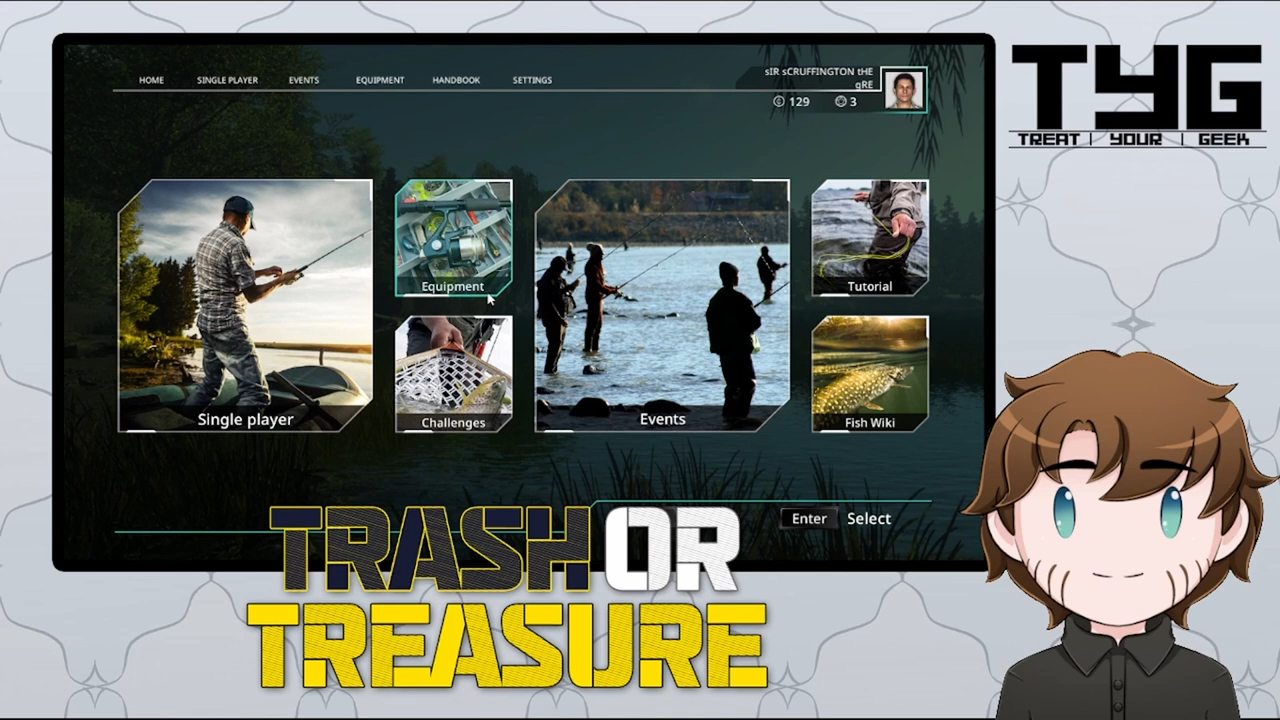 HOME SINGLE PLAYER EVENTS EQUIPMENT HANDBOOK SETTINGS
sIR sCRUFFINGTON tHE
gRE
129 3
TYG
TREAT | YOUR | GEEK
Equipment
Tutorial
Single player
Challenges
Events
Fish Wiki
Enter Select
TRASH OR
TREASURE